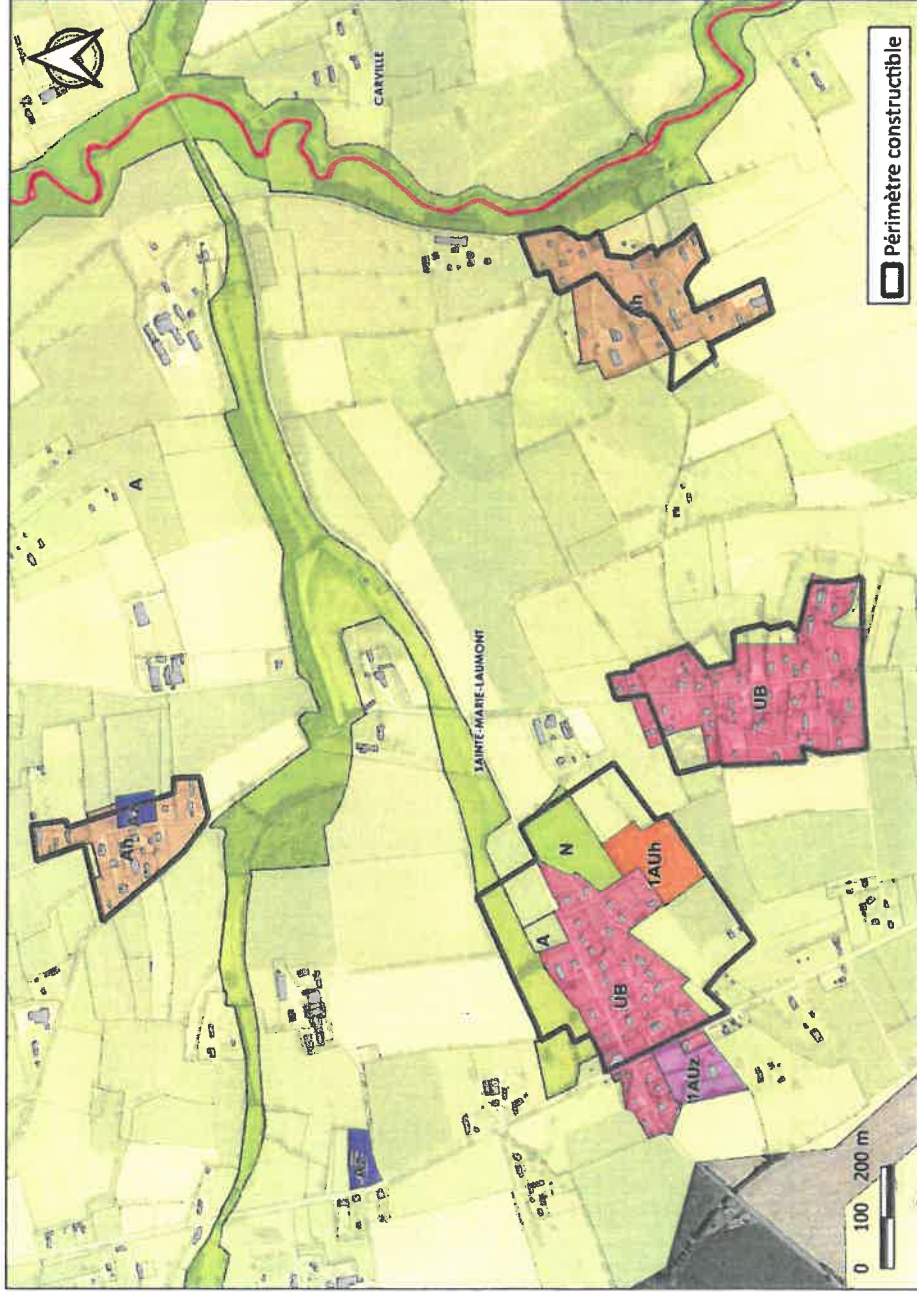 CARVILLE
A
SAINTE-MARIE-LAUMONT
Ah
N
1AUh
A
UB
UB
1AUz
Périmètre constructible
0 100 200 m